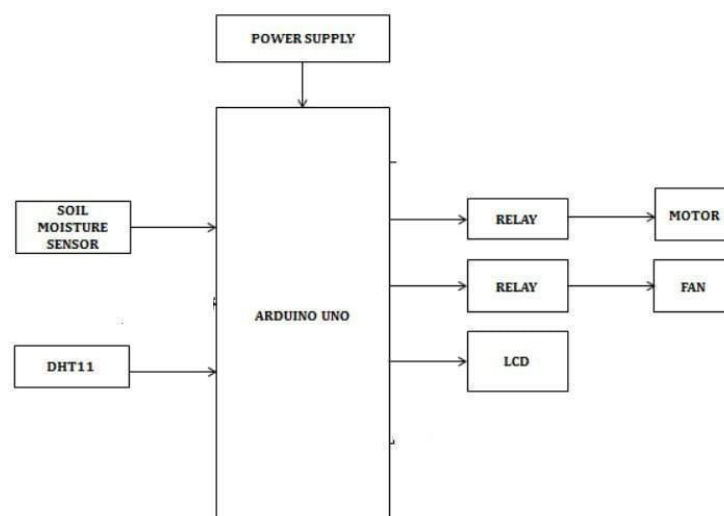 POWER SUPPLY
SOIL
MOISTURE
SENSOR
RELAY
MOTOR
RELAY
FAN
ARDUINO UNO
DHT11
LCD